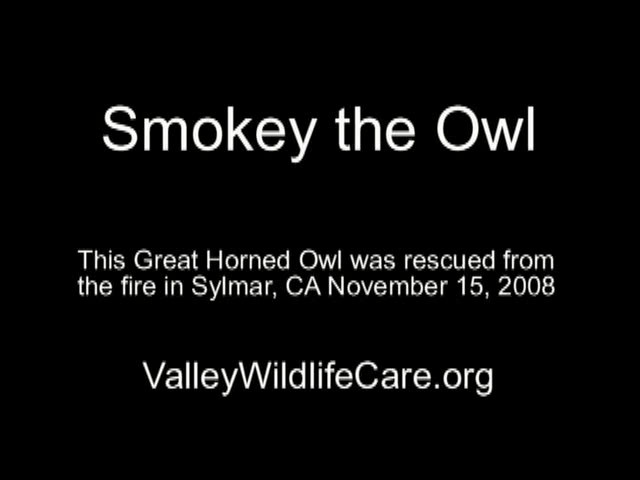 Smokey the Owl
This Great Horned Owl was rescued from
the fire in Sylmar, CA November 15, 2008
ValleyWildlifeCare.org